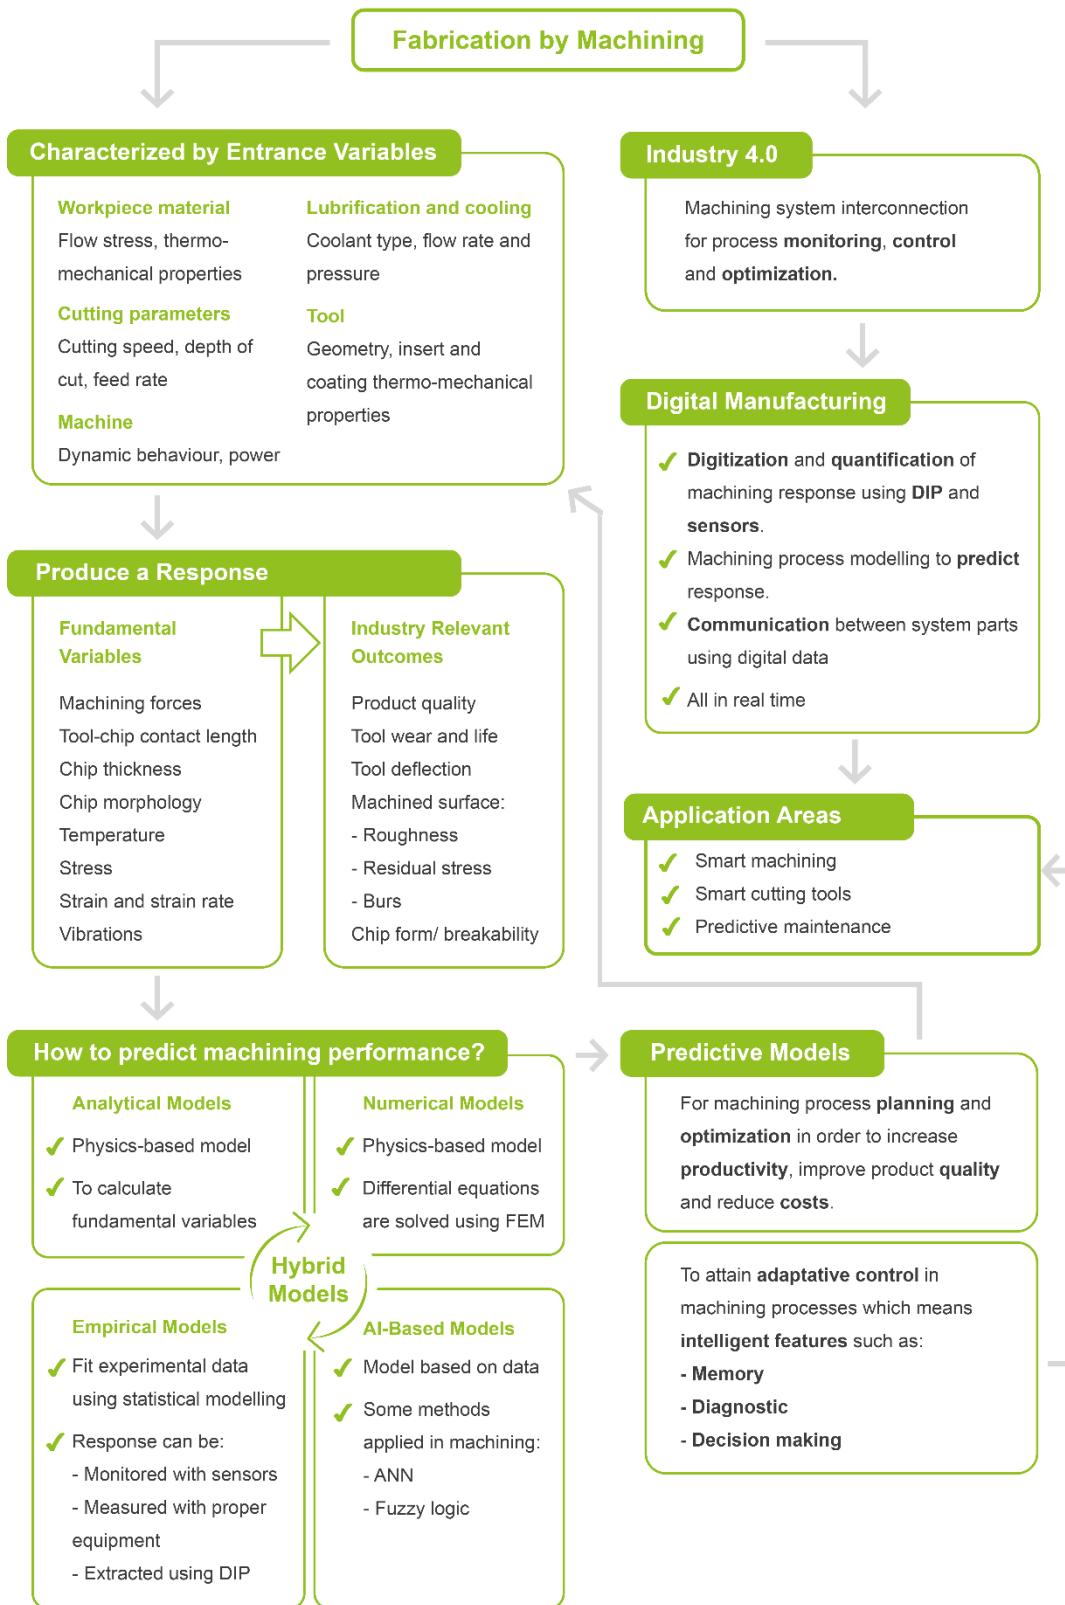 Fabrication by Machining
Characterized by Entrance Variables
Workpiece material
Flow stress, thermo-
mechanical properties
Cutting parameters
Cutting speed, depth of
cut, feed rate
Machine
Dynamic behaviour, power
Lubrification and cooling
Coolant type, flow rate and
pressure
Tool
Geometry, insert and
coating thermo-mechanical
properties
Produce a Response
Fundamental
Variables
Machining forces
Tool-chip contact length
Chip thickness
Chip morphology
Temperature
Stress
Strain and strain rate
Vibrations
Industry Relevant
Outcomes
Product quality
Tool wear and life
Tool deflection
Machined surface:
- Roughness
- Residual stress
- Burs
Chip form/ breakability
How to predict machining performance?
Analytical Models
Physics-based model
To calculate
fundamental variables
Numerical Models
Physics-based model
Differential equations
are solved using FEM
Hybrid
Models
Empirical Models
Fit experimental data
using statistical modelling
Response can be:
- Monitored with sensors
- Measured with proper
equipment
- Extracted using DIP
AI-Based Models
Model based on data
Some methods
applied in machining:
- ANN
- Fuzzy logic
Industry 4.0
Machining system interconnection
for process monitoring, control
and optimization.
Digital Manufacturing
Digitization and quantification of
machining response using DIP and
sensors.
Machining process modelling to predict
response.
Communication between system parts
using digital data
All in real time
Application Areas
Smart machining
Smart cutting tools
Predictive maintenance
Predictive Models
For machining process planning and
optimization in order to increase
productivity, improve product quality
and reduce costs.
To attain adaptative control in
machining processes which means
intelligent features such as:
- Memory
- Diagnostic
- Decision making